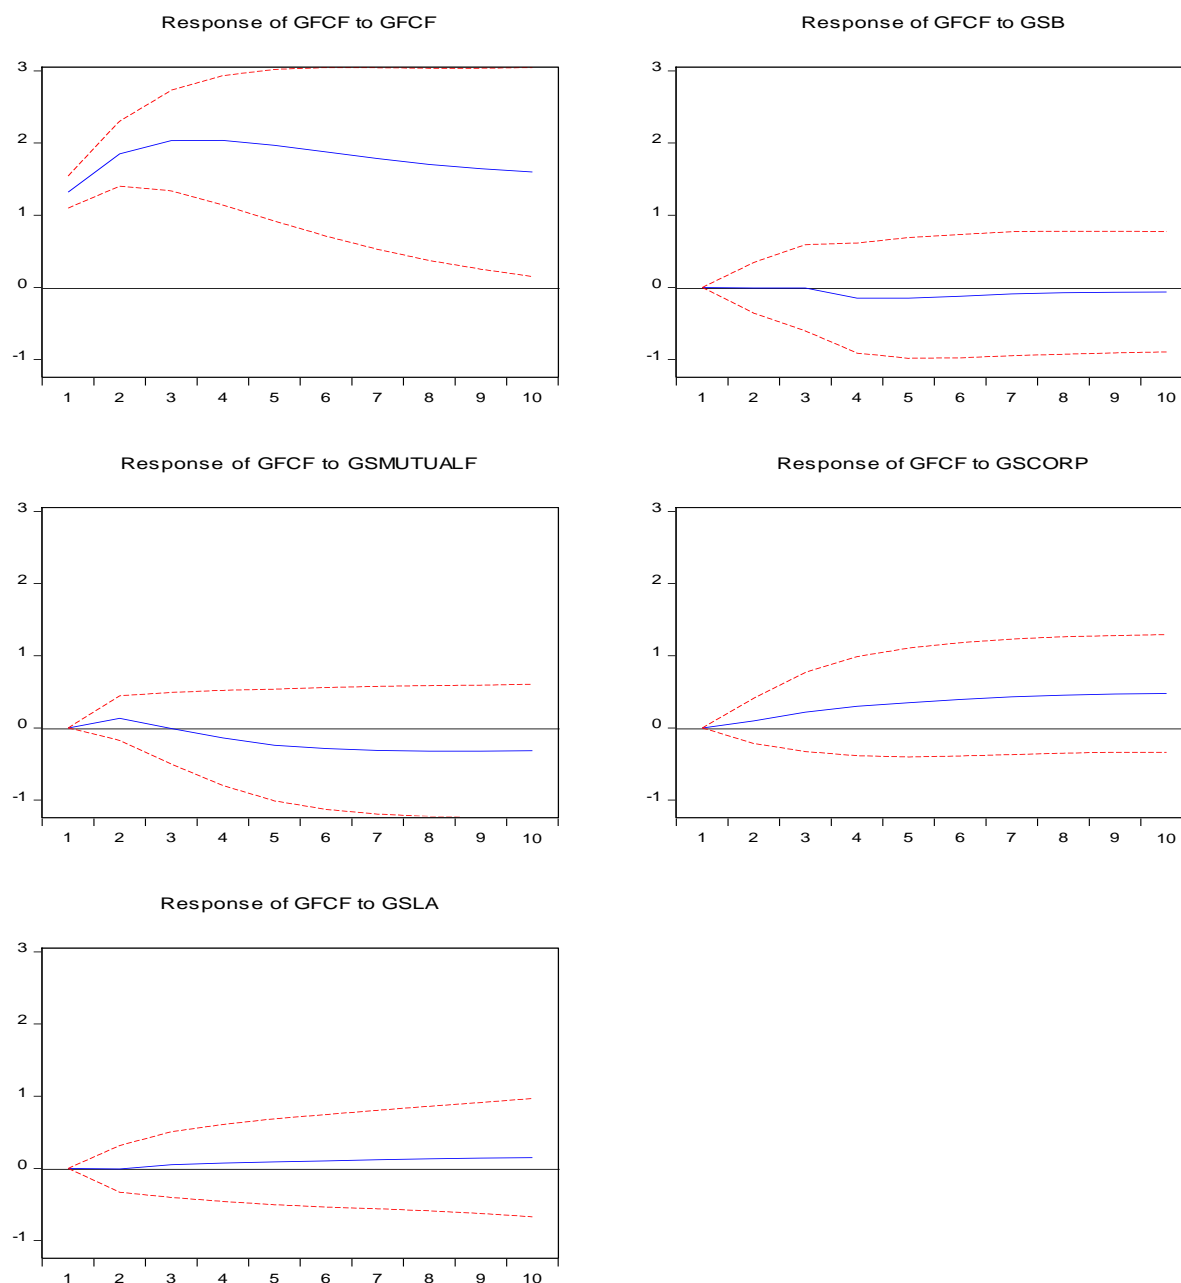 Response of GFCF to GFCF
3
2
1
0
-1
1 2 3 4 5 6 7 8 9 10
Response of GFCF to GSB
3
2
1
0
-1
1 2 3 4 5 6 7 8 9 10
Response of GFCF to GSMUTUALF
3
2
1
0
-1
1 2 3 4 5 6 7 8 9 10
Response of GFCF to GSCORP
3
2
1
0
-1
1 2 3 4 5 6 7 8 9 10
Response of GFCF to GSLA
3
2
1
0
-1
1 2 3 4 5 6 7 8 9 10